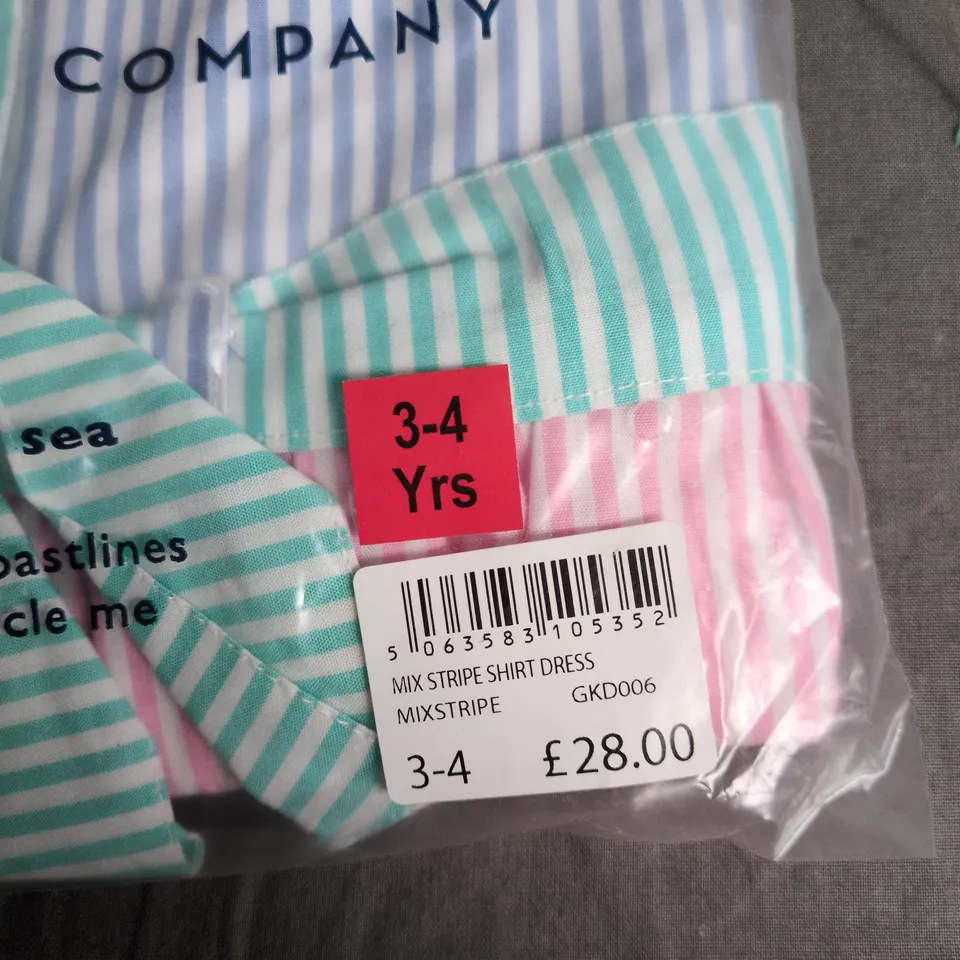 COMPANY
3-4
Yrs
sea
oastlines
cle me
5 063583 105352
MIX STRIPE SHIRT DRESS
MIXSTRIPE GKD006
3-4 £28.00